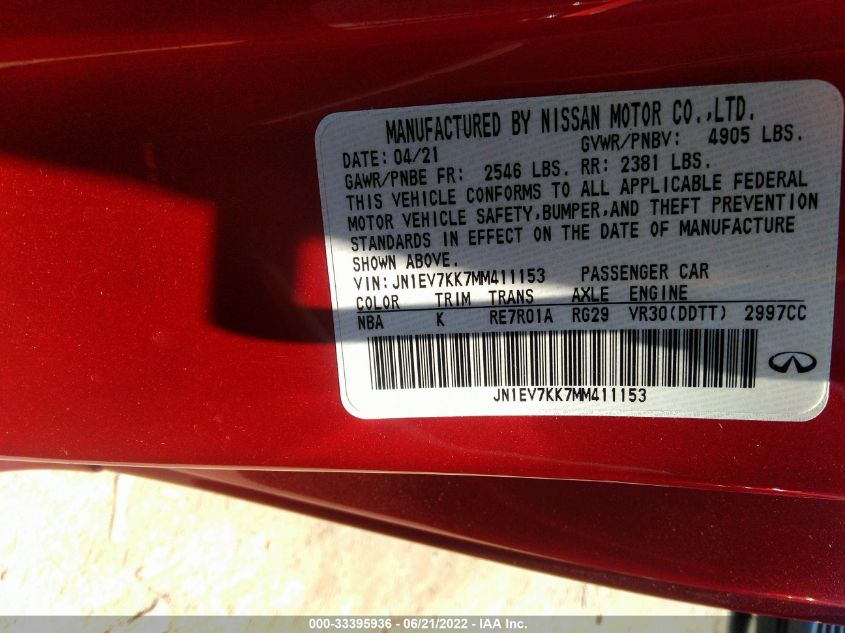 MANUFACTURED BY NISSAN MOTOR CO.,LTD.
DATE: 04/21 GVWR/PNBV: 4905 LBS.
GAWR/PNBE FR: 2546 LBS. RR: 2381 LBS.
THIS VEHICLE CONFORMS TO ALL APPLICABLE FEDERAL
MOTOR VEHICLE SAFETY,BUMPER,AND THEFT PREVENTION
STANDARDS IN EFFECT ON THE DATE OF MANUFACTURE
SHOWN ABOVE.
VIN:JN1EV7KK7MM411153 PASSENGER CAR
COLOR TRIM TRANS AXLE ENGINE
NBA K RE7R01A RG29 VR30(DDTT) 2997CC
JN1EV7KK7MM411153
000-33395936 - 06/21/2022 - IAA Inc.